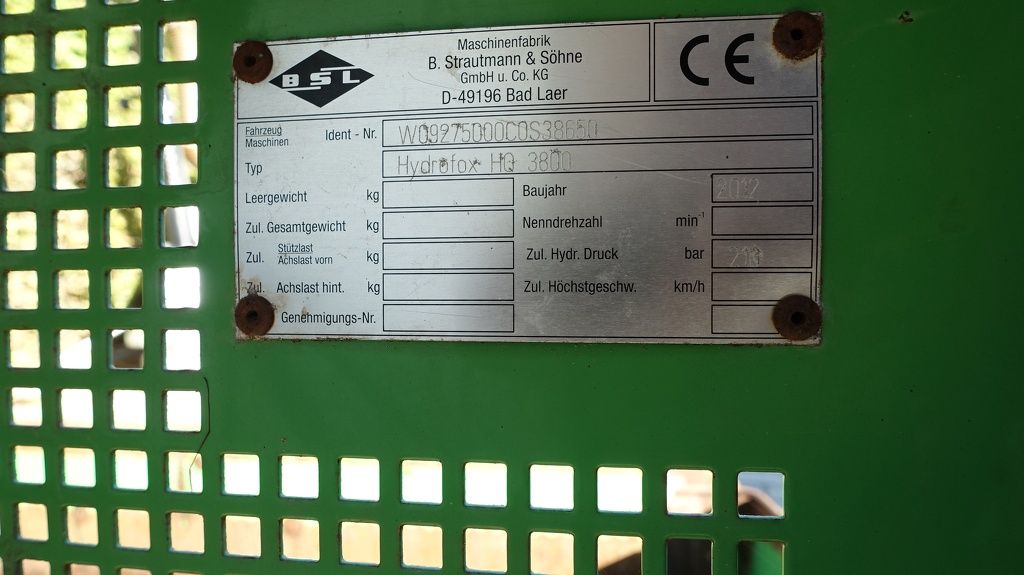 BSL
Maschinenfabrik
B. Strautmann & Söhne
GmbH u. Co. KG
D-49196 Bad Laer
CE
Fahrzeug
Maschinen
Ident - Nr. W09275000C0S38650
Typ Hydrofox HQ 3800
Leergewicht kg
Baujahr 2012
Zul. Gesamtgewicht kg
Nenndrehzahl min⁻¹
Zul. Stützlast
Achslast vorn kg
Zul. Hydr. Druck bar 210
Zul. Achslast hint. kg
Zul. Höchstgeschw. km/h
Genehmigungs-Nr.